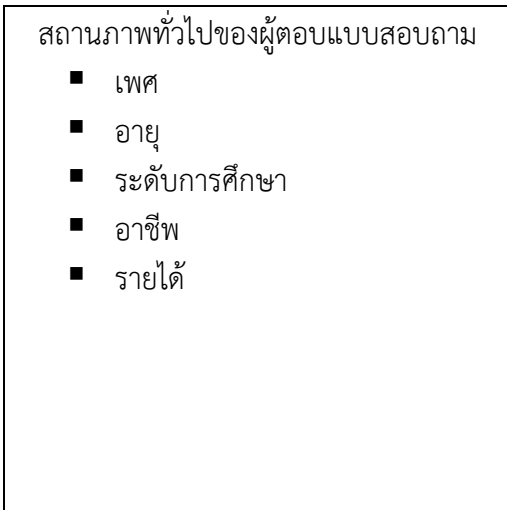 สถานภาพทั่วไปของผู้ตอบแบบสอบถาม
▪ เพศ
▪ อายุ
▪ ระดับการศึกษา
▪ อาชีพ
▪ รายได้